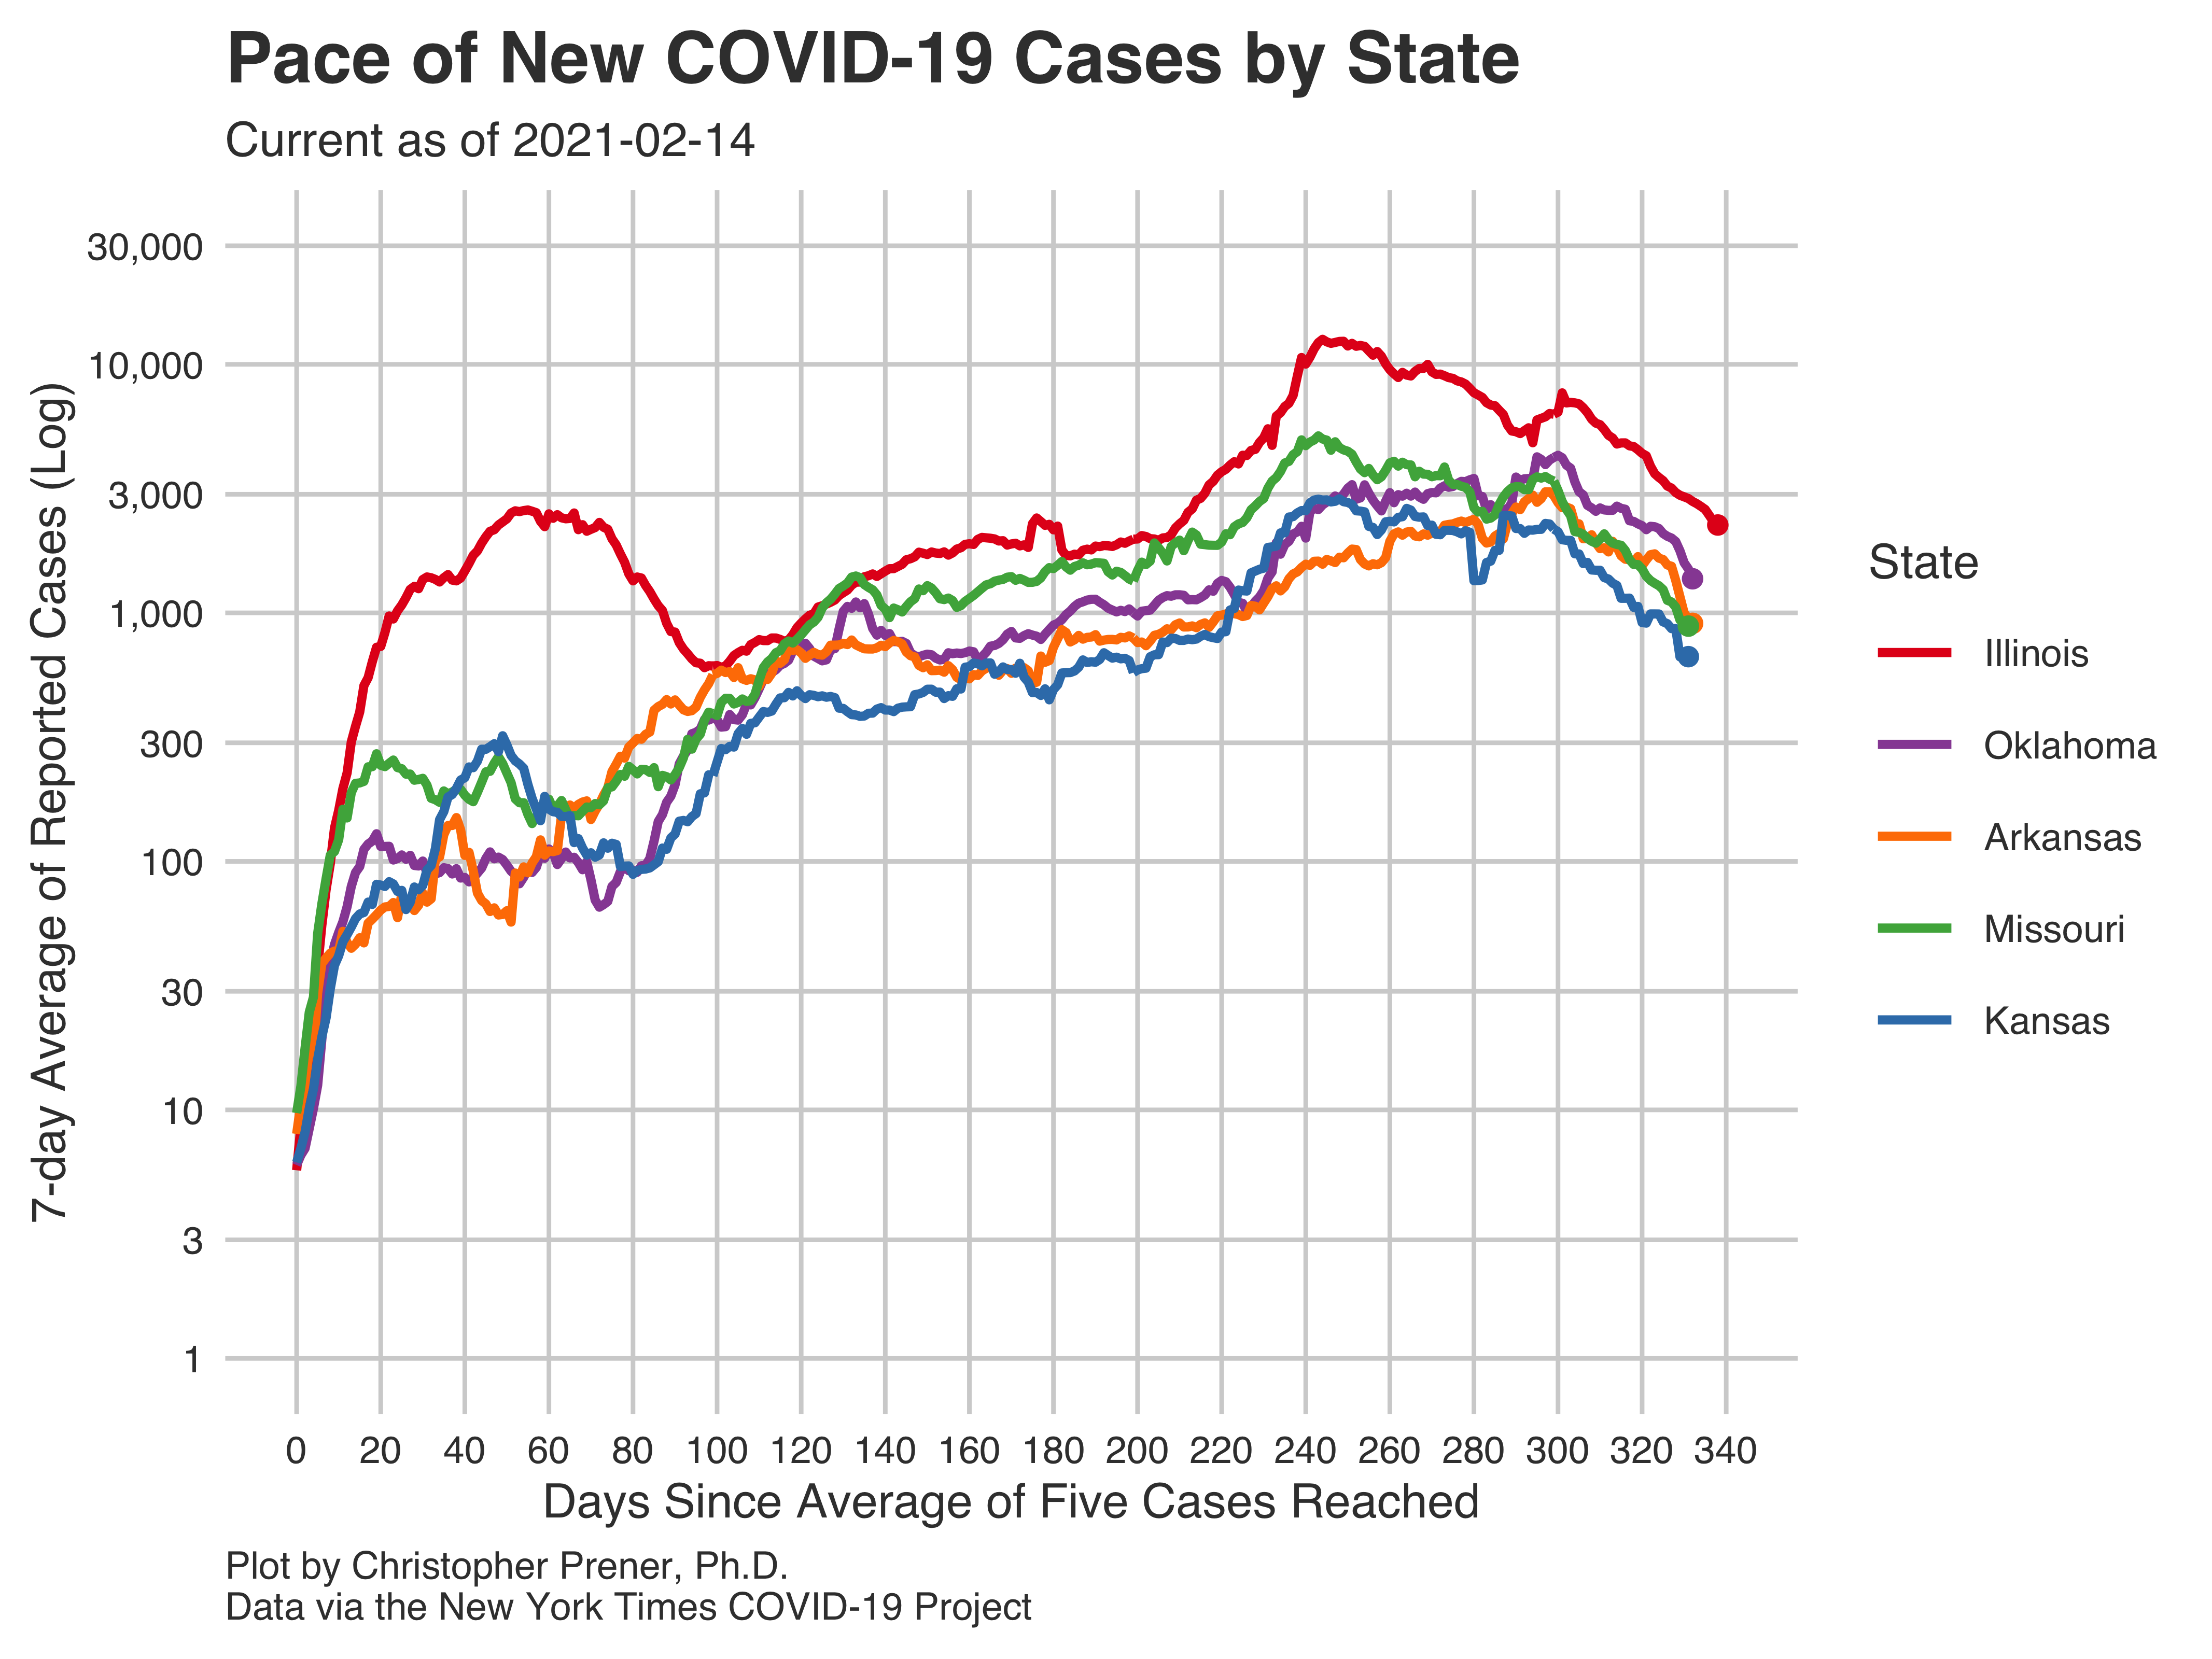 Pace of New COVID-19 Cases by State
Current as of 2021-02-14
7-day Average of Reported Cases (Log)
30,000
10,000
3,000
1,000
300
100
30
10
3
1
0 20 40 60 80 100 120 140 160 180 200 220 240 260 280 300 320 340
Days Since Average of Five Cases Reached
State
Illinois
Oklahoma
Arkansas
Missouri
Kansas
Plot by Christopher Prener, Ph.D.
Data via the New York Times COVID-19 Project